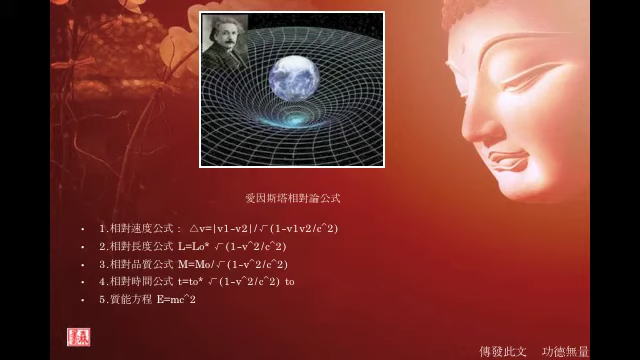 愛因斯塔相對論公式
• 1.相對速度公式： △v=|v1-v2|/√(1-v1v2/c^2)
• 2.相對長度公式 L=Lo* √(1-v^2/c^2)
• 3.相對品質公式 M=Mo/√(1-v^2/c^2)
• 4.相對時間公式 t=to* √(1-v^2/c^2) to
• 5.質能方程 E=mc^2
傳發此文 功德無量